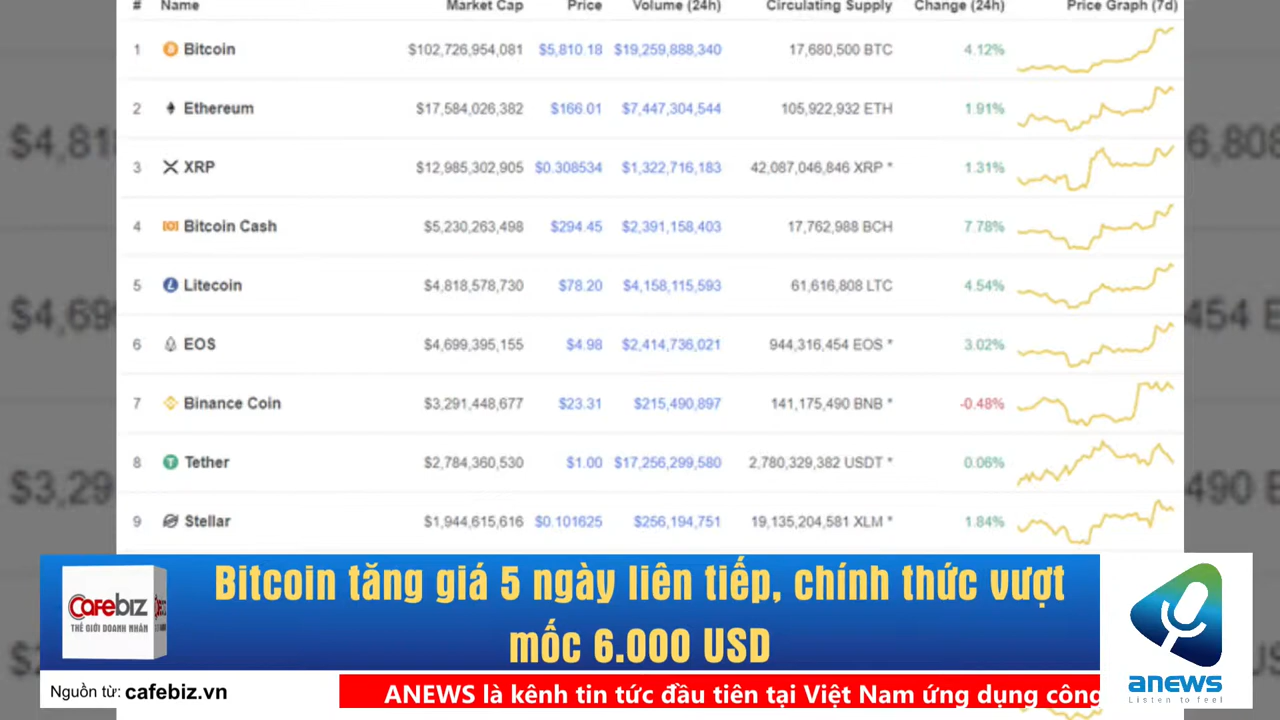 # Name Market Cap Price Volume (24h) Circulating Supply Change (24h) Price Graph (7d)
1 Bitcoin $102,726,954,081 $5,810.18 $19,259,888,340 17,680,500 BTC 4.12%
2 Ethereum $17,584,026,382 $166.01 $7,447,304,544 105,922,932 ETH 1.91%
3 XRP $12,985,302,905 $0.308534 $1,322,716,183 42,087,046,846 XRP * 1.31%
4 Bitcoin Cash $5,230,263,498 $294.45 $2,391,158,403 17,762,988 BCH 7.78%
5 Litecoin $4,818,578,730 $78.20 $4,158,115,593 61,616,808 LTC 4.54%
6 EOS $4,699,395,155 $4.98 $2,414,736,021 944,316,454 EOS * 3.02%
7 Binance Coin $3,291,448,677 $23.31 $215,490,897 141,175,490 BNB * -0.48%
8 Tether $2,784,360,530 $1.00 $17,256,299,580 2,780,329,382 USDT * 0.06%
9 Stellar $1,944,615,616 $0.101625 $256,194,751 19,135,204,581 XLM * 1.84%
$4,818
6,808
$4,699
454 E
$3,29
490 B
Bitcoin tăng giá 5 ngày liên tiếp, chính thức vượt
mốc 6.000 USD
Cafebiz
THẾ GIỚI DOANH NHÂN
Nguồn từ: cafebiz.vn
ANEWS là kênh tin tức đầu tiên tại Việt Nam ứng dụng công
anews
Listen to feel